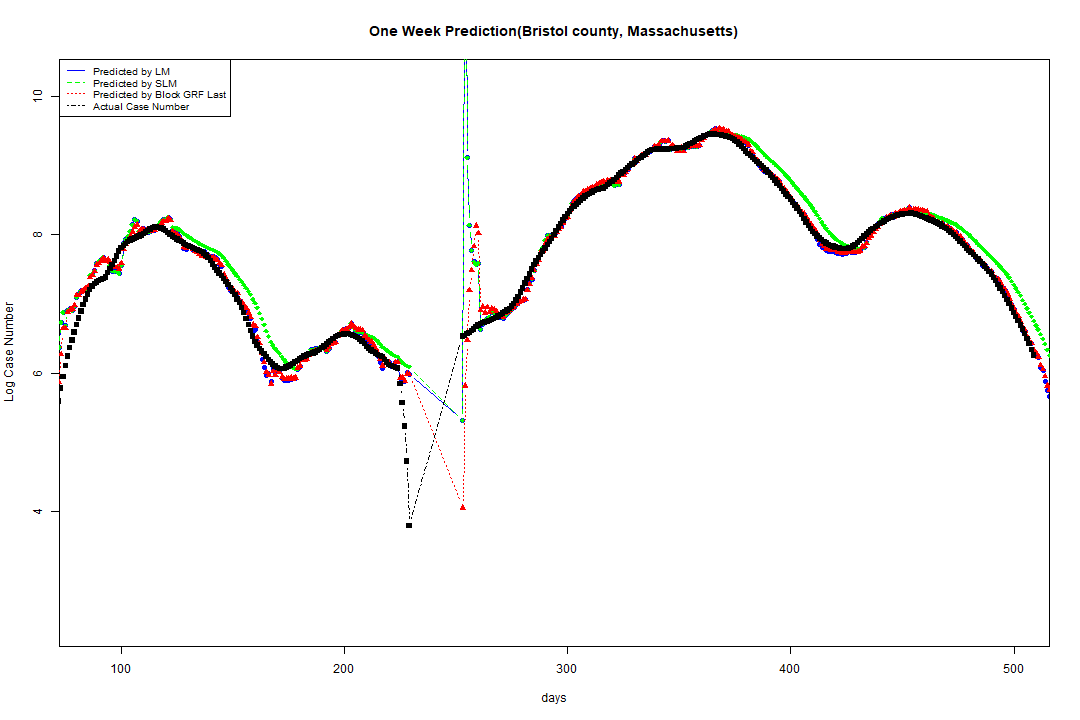 One Week Prediction(Bristol county, Massachusetts)
Predicted by LM
Predicted by SLM
Predicted by Block GRF Last
Actual Case Number
10
8
6
4
Log Case Number
100 200 300 400 500
days